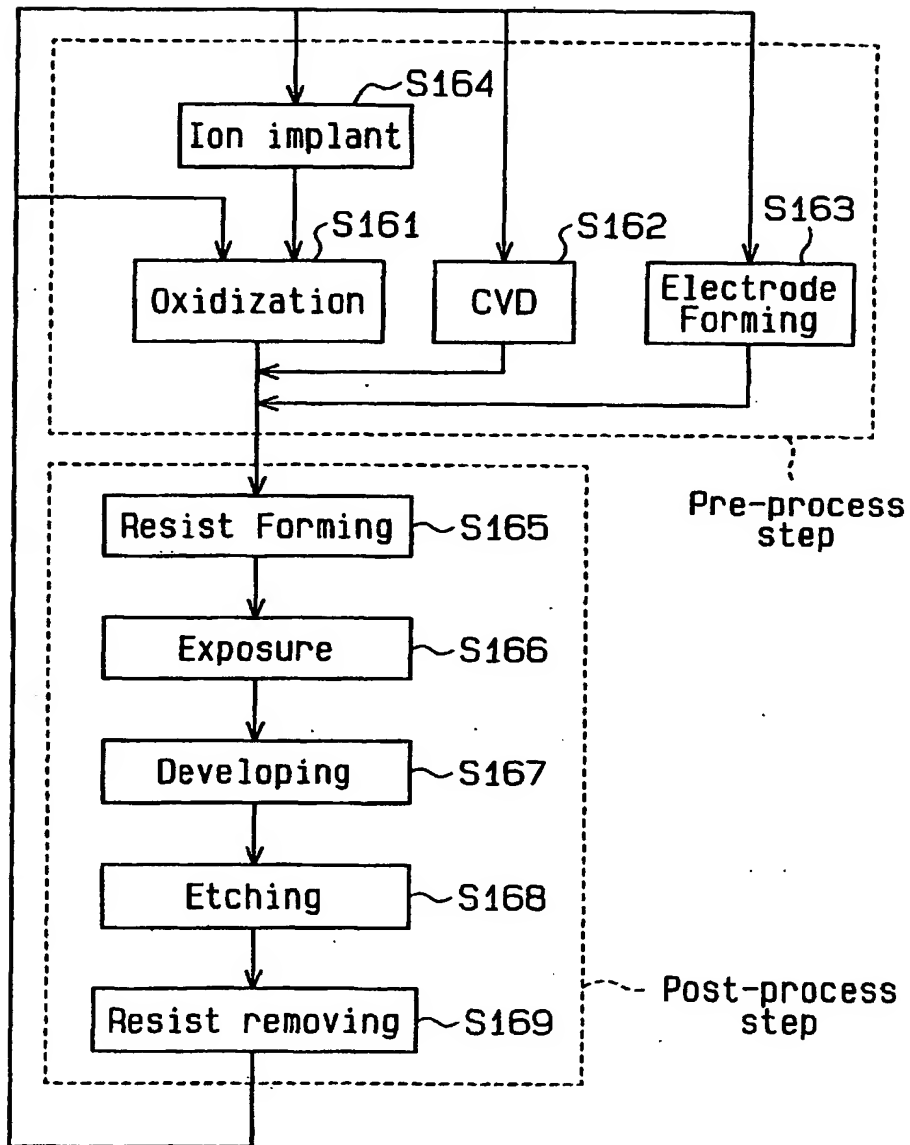 S164
Ion implant
S161
S162
S163
Oxidization
CVD
Electrode
Forming
Pre-process
step
Resist Forming
S165
Exposure
S166
Developing
S167
Etching
S168
Resist removing
S169
Post-process
step